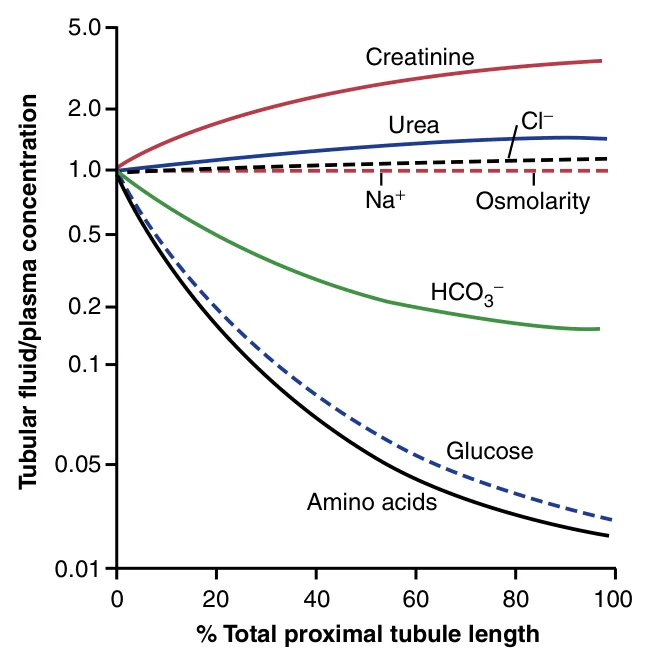 5.0
Creatinine
2.0
Urea
Cl⁻
1.0
Na⁺
Osmolarity
0.5
HCO₃⁻
0.2
0.1
Glucose
0.05
Amino acids
0.01
0 20 40 60 80 100
% Total proximal tubule length
Tubular fluid/plasma concentration